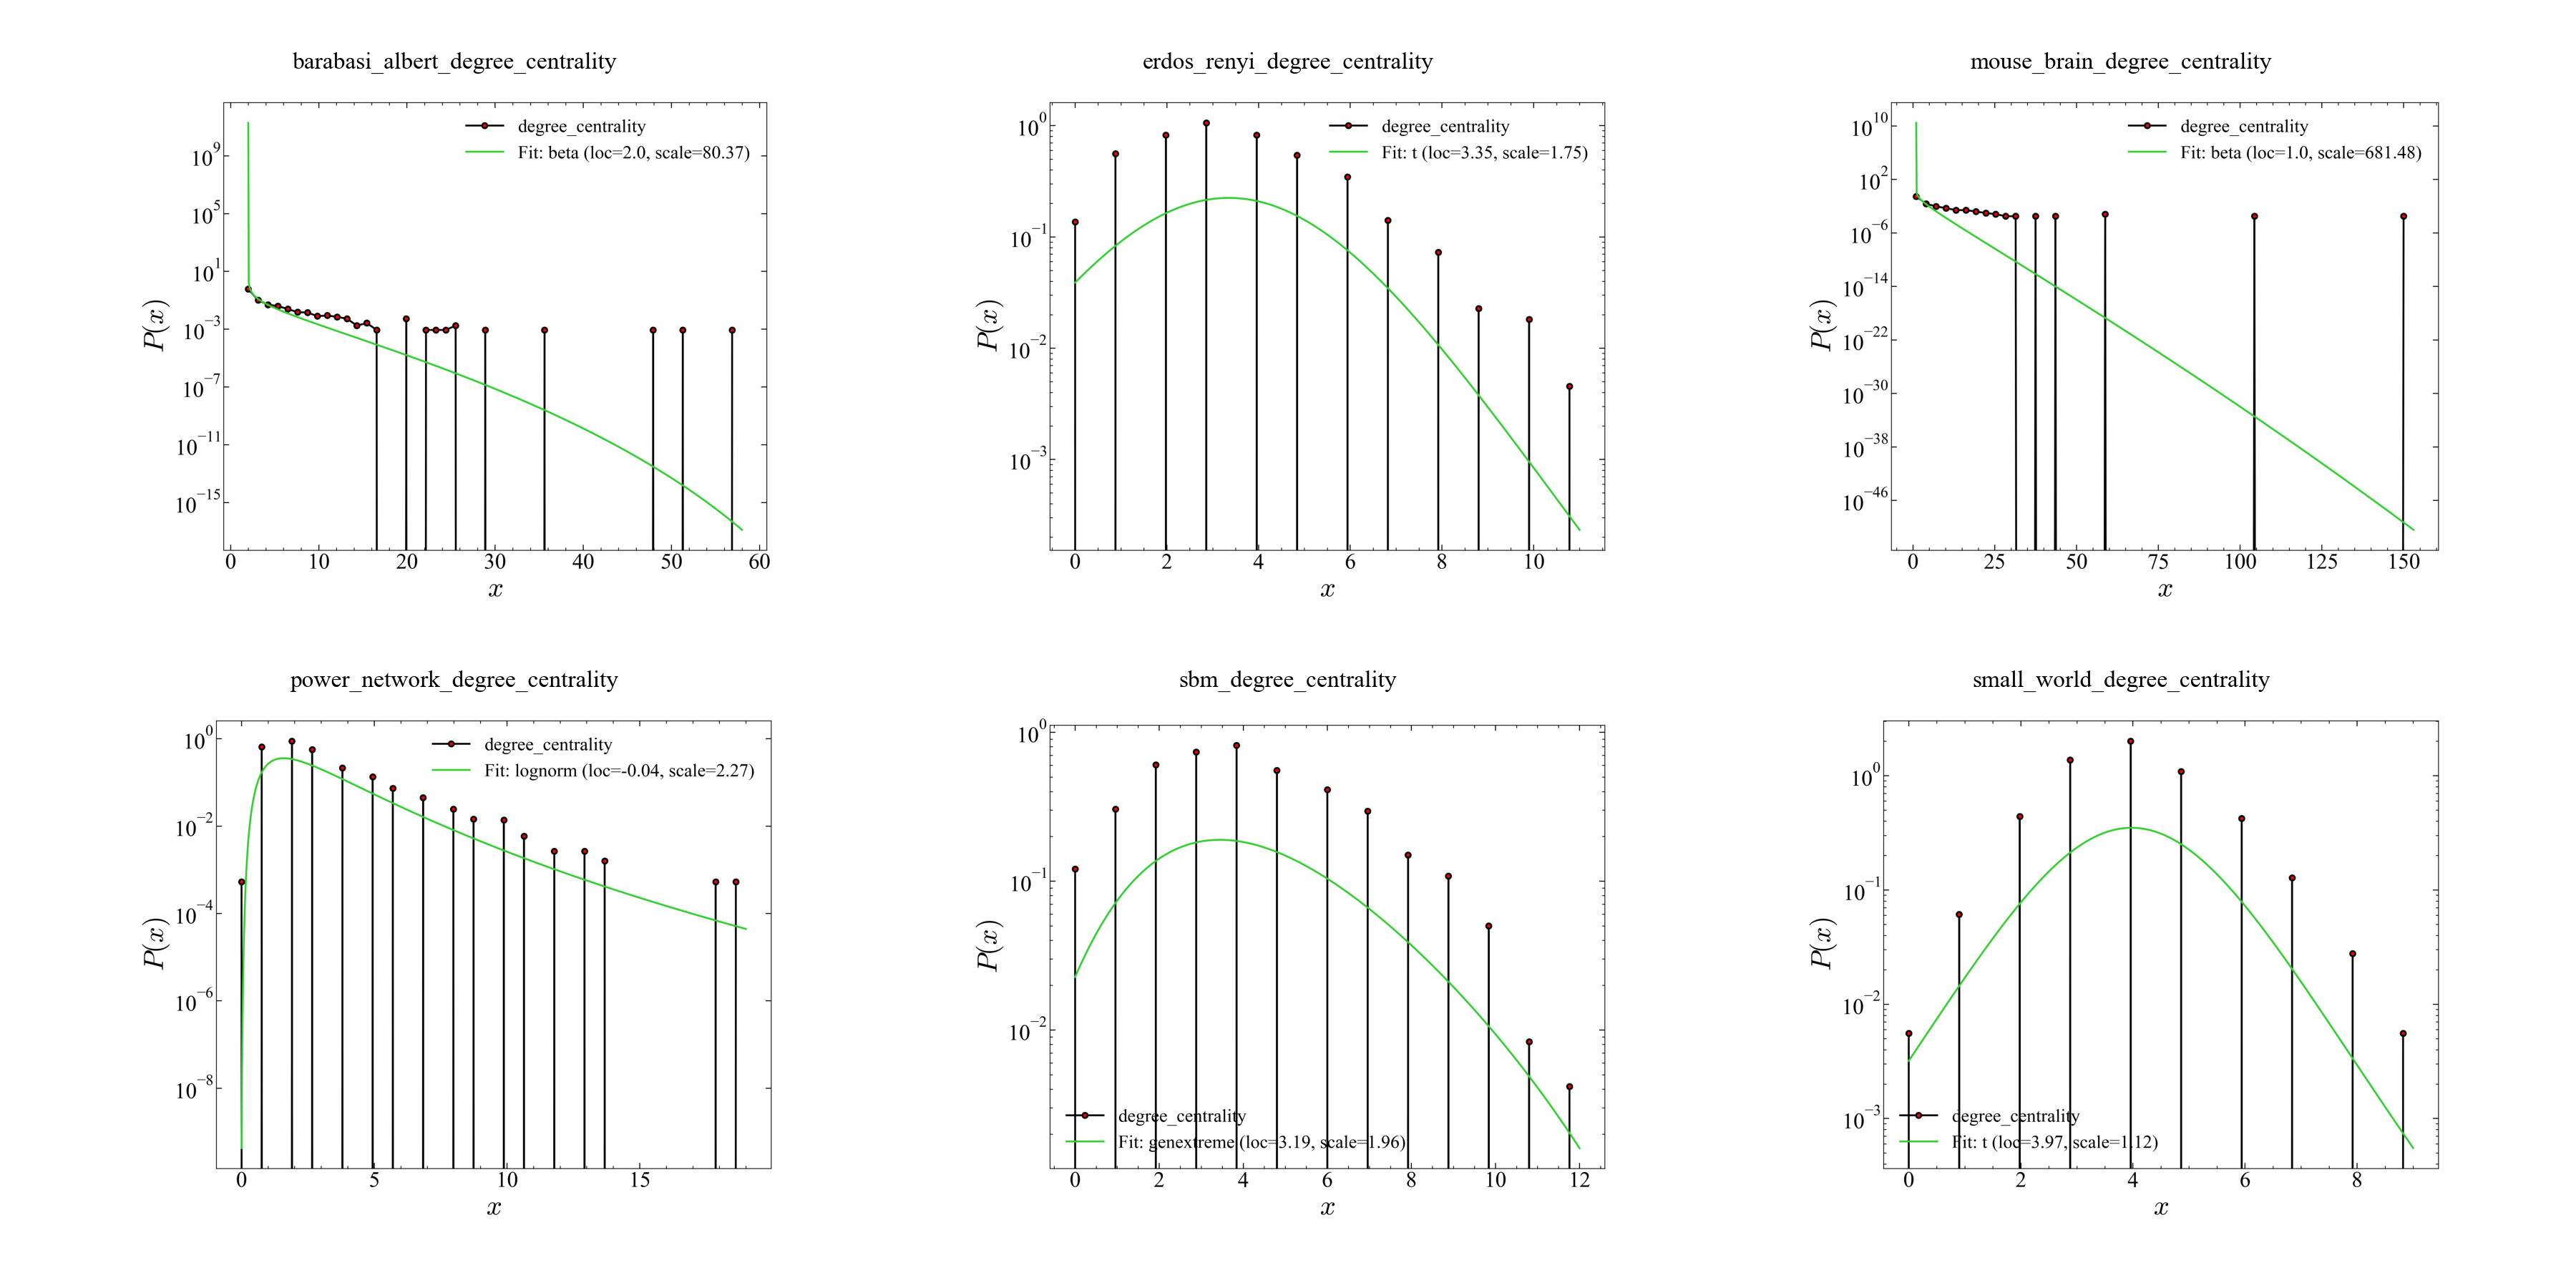 barabasi_albert_degree_centrality
degree_centrality
Fit: beta (loc=2.0, scale=80.37)
10^9
10^5
10^1
10^−3
10^−7
10^−11
10^−15
P(x)
0 10 20 30 40 50 60
x
erdos_renyi_degree_centrality
degree_centrality
Fit: t (loc=3.35, scale=1.75)
10^0
10^−1
10^−2
10^−3
P(x)
0 2 4 6 8 10
x
mouse_brain_degree_centrality
degree_centrality
Fit: beta (loc=1.0, scale=681.48)
10^10
10^2
10^−6
10^−14
10^−22
10^−30
10^−38
10^−46
P(x)
0 25 50 75 100 125 150
x
power_network_degree_centrality
degree_centrality
Fit: lognorm (loc=-0.04, scale=2.27)
10^0
10^−2
10^−4
10^−6
10^−8
P(x)
0 5 10 15
x
sbm_degree_centrality
10^0
10^−1
10^−2
P(x)
degree_centrality
Fit: genextreme (loc=3.19, scale=1.96)
0 2 4 6 8 10 12
x
small_world_degree_centrality
10^0
10^−1
10^−2
10^−3
P(x)
degree_centrality
Fit: t (loc=3.97, scale=1.12)
0 2 4 6 8
x